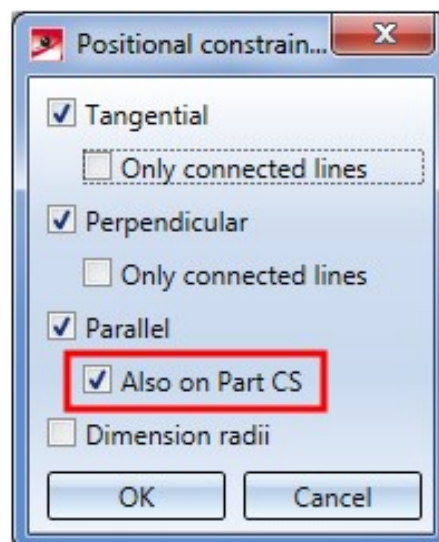 Positional constrain...
Tangential
Only connected lines
Perpendicular
Only connected lines
Parallel
Also on Part CS
Dimension radii
OK
Cancel